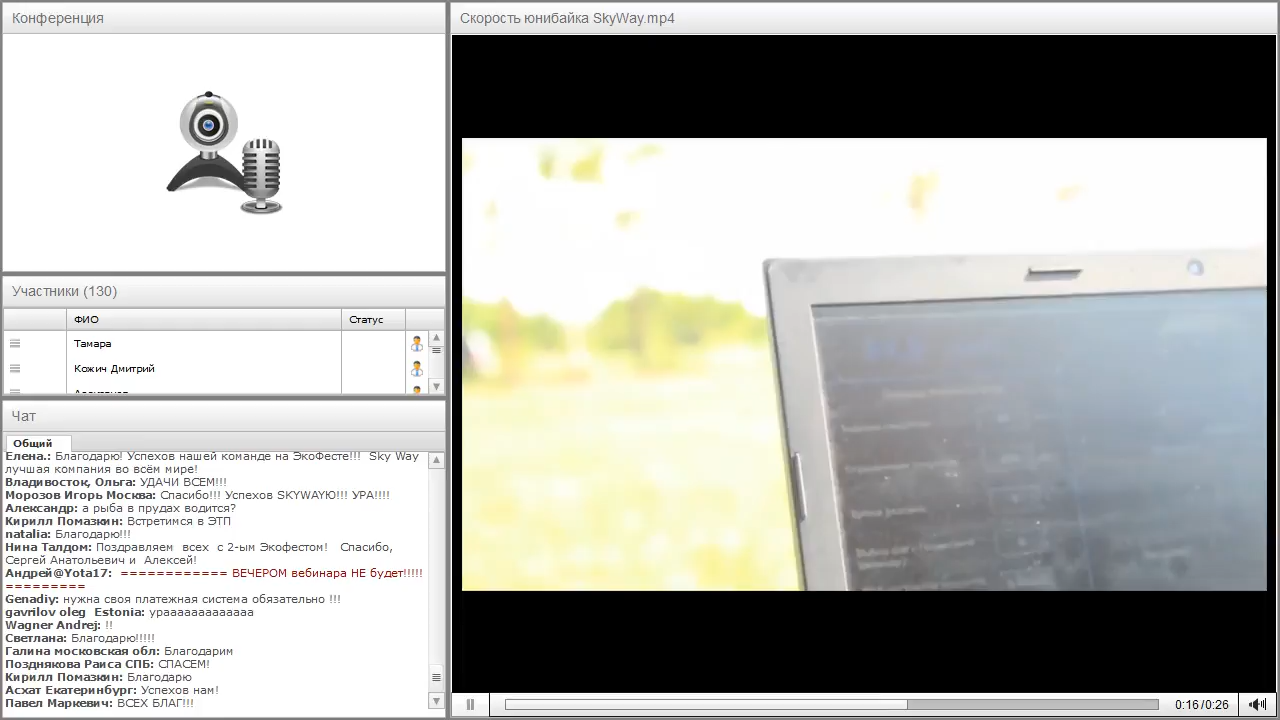 Конференция
Скорость юнибайка SkyWay.mp4
Участники (130)
ФИО
Статус
Тамара
Кожич Дмитрий
Чат
Общий
Елена.: Благодарю! Успехов нашей команде на ЭкоФесте!!! Sky Way
лучшая компания во всём мире!
Владивосток, Ольга: УДАЧИ ВСЕМ!!!
Морозов Игорь Москва: Спасибо!!! Успехов SKYWAYЮ!!! УРА!!!!
Александр: а рыба в прудах водится?
Кирилл Помазкин: Встретимся в ЭТП
natalia: Благодарю!!!
Нина Талдом: Поздравляем всех с 2-ым Экофестом! Спасибо,
Сергей Анатольевич и Алексей!
Андрей@Yota17: ============ ВЕЧЕРОМ вебинара НЕ будет!!!!!
=========
Genadiy: нужна своя платежная система обязательно !!!
gavrilov oleg Estonia: ураааааааааааа
Wagner Andrej: !!
Светлана: Благодарю!!!!!
Галина московская обл: Благодарим
Позднякова Раиса СПБ: СПАСЕМ!
Кирилл Помазкин: Благодарю
Асхат Екатеринбург: Успехов нам!
Павел Маркевич: ВСЕХ БЛАГ!!!
0:16/0:26